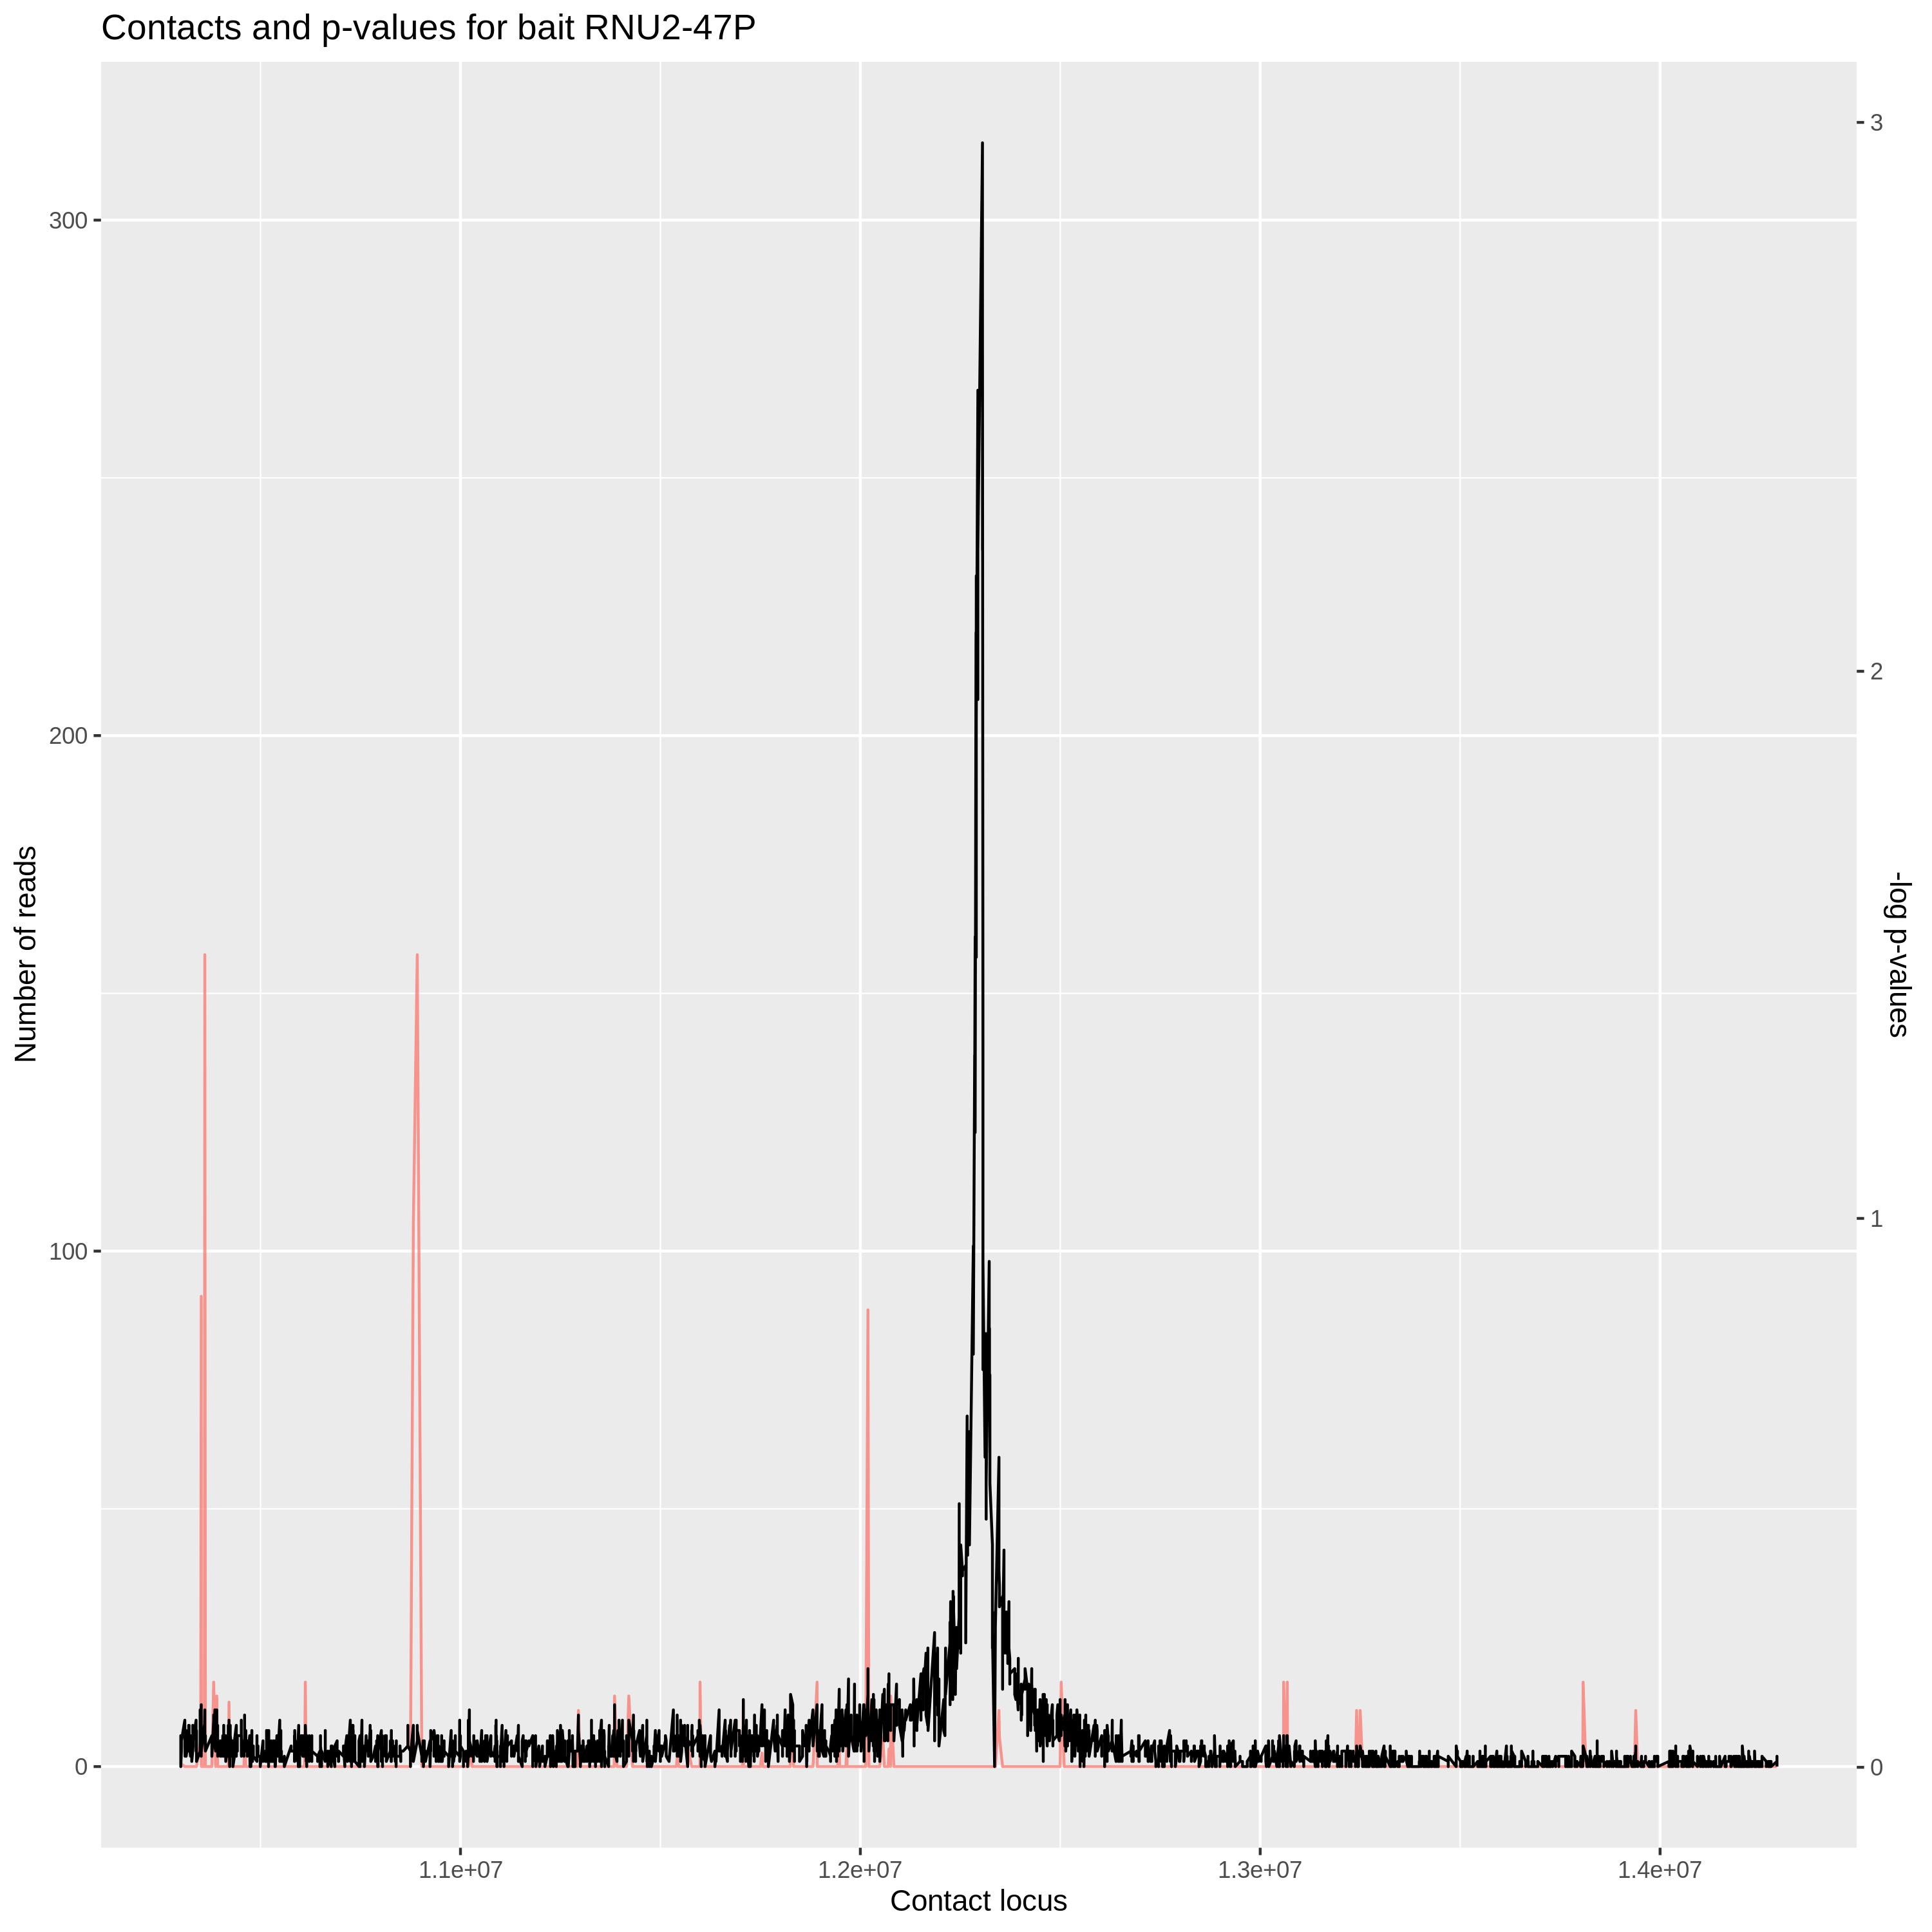 Contacts and p-values for bait RNU2-47P
300
200
100
0
Number of reads
3
2
1
0
-log p-values
1.1e+07
1.2e+07
1.3e+07
1.4e+07
Contact locus